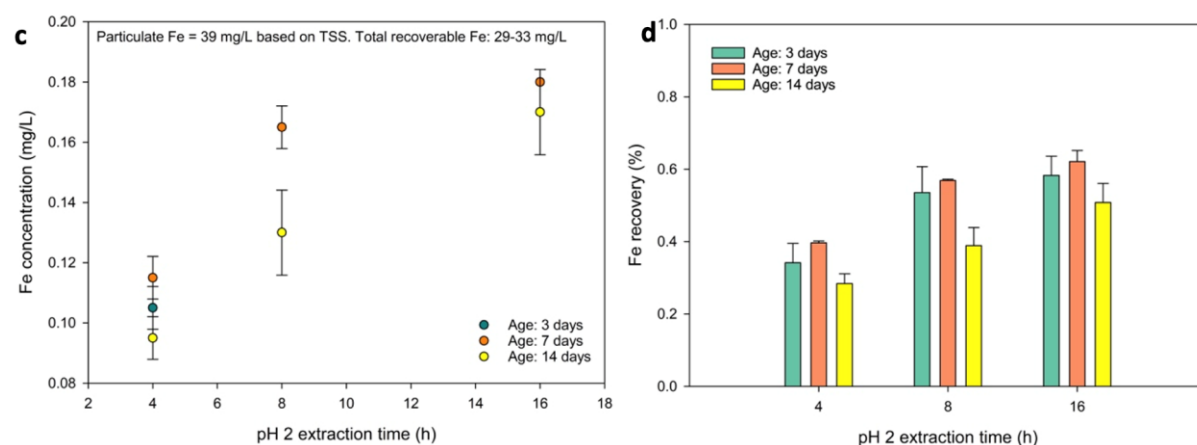 c
Particulate Fe = 39 mg/L based on TSS. Total recoverable Fe: 29-33 mg/L
Fe concentration (mg/L)
0.20
0.18
0.16
0.14
0.12
0.10
0.08
2 4 6 8 10 12 14 16 18
pH 2 extraction time (h)
Age: 3 days
Age: 7 days
Age: 14 days
d
Age: 3 days
Age: 7 days
Age: 14 days
Fe recovery (%)
1.0
0.8
0.6
0.4
0.2
0.0
4 8 16
pH 2 extraction time (h)